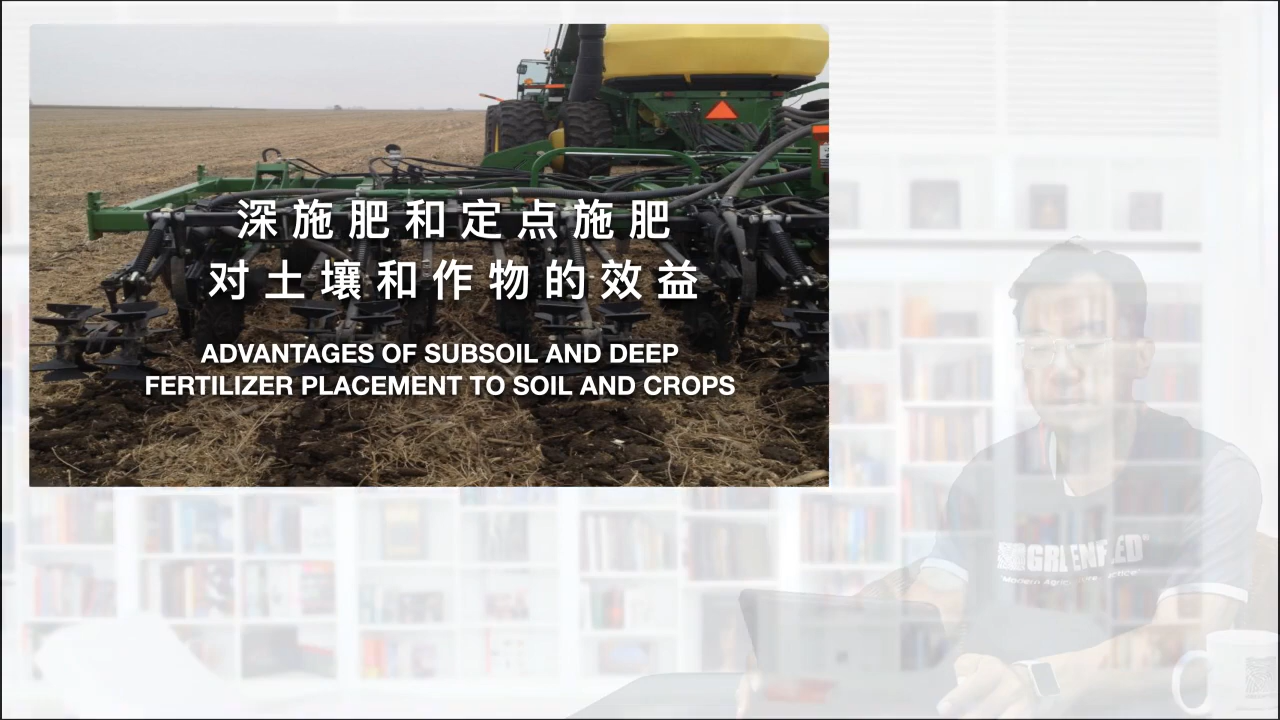 深施肥和定点施肥
对土壤和作物的效益
ADVANTAGES OF SUBSOIL AND DEEP
FERTILIZER PLACEMENT TO SOIL AND CROPS